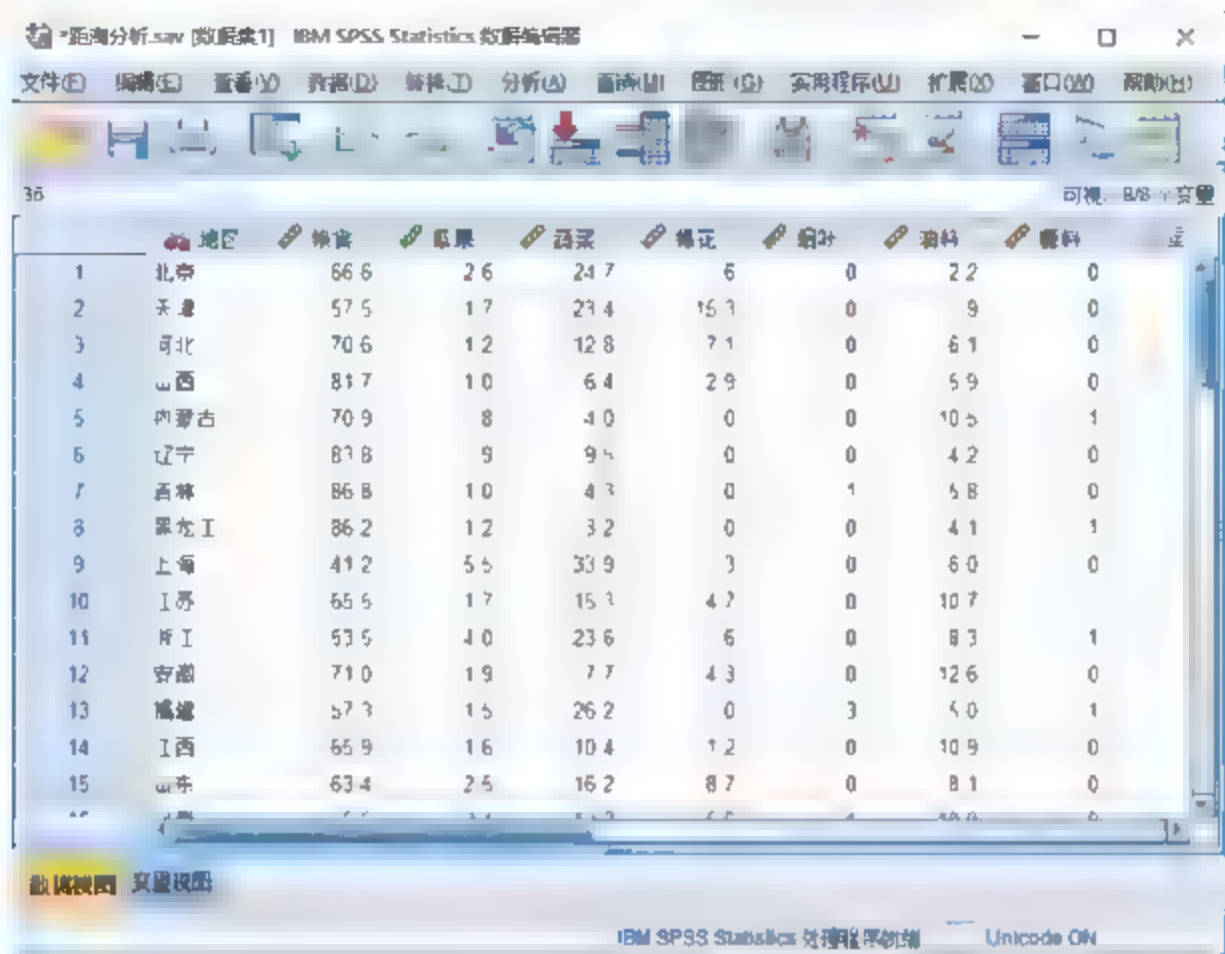 *距离分析.sav [数据集1] - IBM SPSS Statistics 数据编辑器
文件(F) 编辑(E) 查看(V) 数据(D) 转换(T) 分析(A) 直销(M) 图形(G) 实用程序(U) 扩展(X) 窗口(W) 帮助(H)
36 可视: 8/8 个变量
地区 粮食 瓜果 蔬菜 棉花 烟叶 油料 糖料
1 北京 66.6 2.6 24.7 .6 .0 2.2 .0
2 天津 57.5 1.7 23.4 15.1 .0 .9 .0
3 河北 70.6 1.2 12.8 7.1 .0 6.1 .0
4 山西 81.7 1.0 6.4 2.9 .0 5.9 .0
5 内蒙古 70.9 .8 4.0 .0 .0 10.5 .1
6 辽宁 83.8 .9 9.5 .0 .0 4.2 .0
7 吉林 86.8 1.0 4.3 .0 .1 5.8 .0
8 黑龙江 86.2 1.2 3.2 .0 .0 4.1 .1
9 上海 41.2 5.5 33.9 .3 .0 6.0 .0
10 江苏 65.5 1.7 15.3 4.7 .0 10.7
11 浙江 53.5 4.0 23.6 .6 .0 8.3 .1
12 安徽 71.0 1.9 7.7 4.3 .0 12.6 .0
13 福建 57.3 1.5 26.2 .0 .3 5.0 .1
14 江西 65.9 1.6 10.4 1.2 .0 10.9 .0
15 山东 63.4 2.5 16.2 8.7 .0 8.1 .0
数据视图 变量视图
IBM SPSS Statistics 处理程序就绪 Unicode:ON